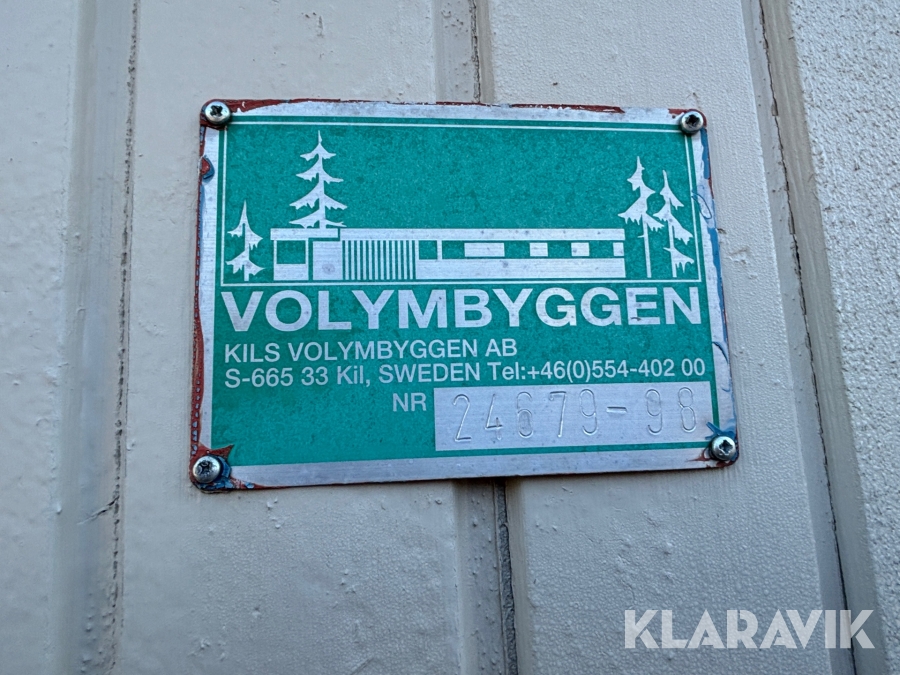 VOLYMBYGGEN
KILS VOLYMBYGGEN AB
S-665 33 Kil, SWEDEN Tel:+46(0)554-402 00
NR 24679-98
KLARAVIK